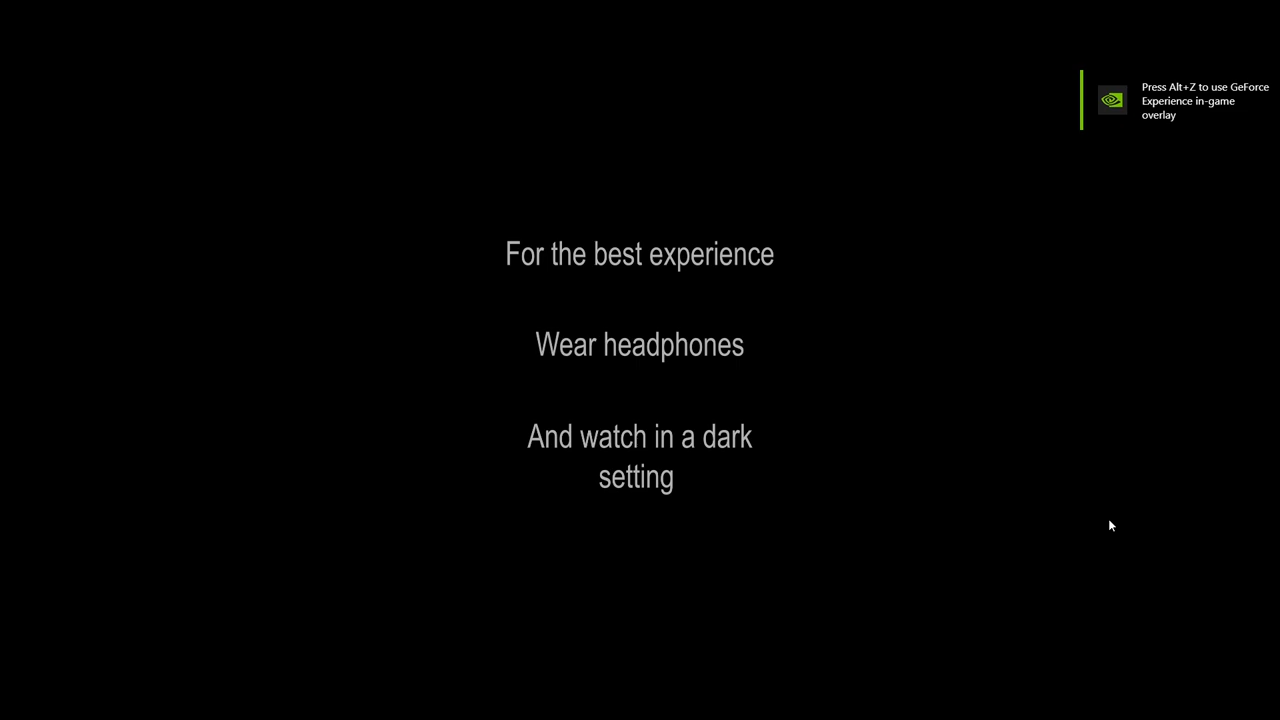 Press Alt+Z to use GeForce
Experience in-game
overlay
For the best experience
Wear headphones
And watch in a dark
setting